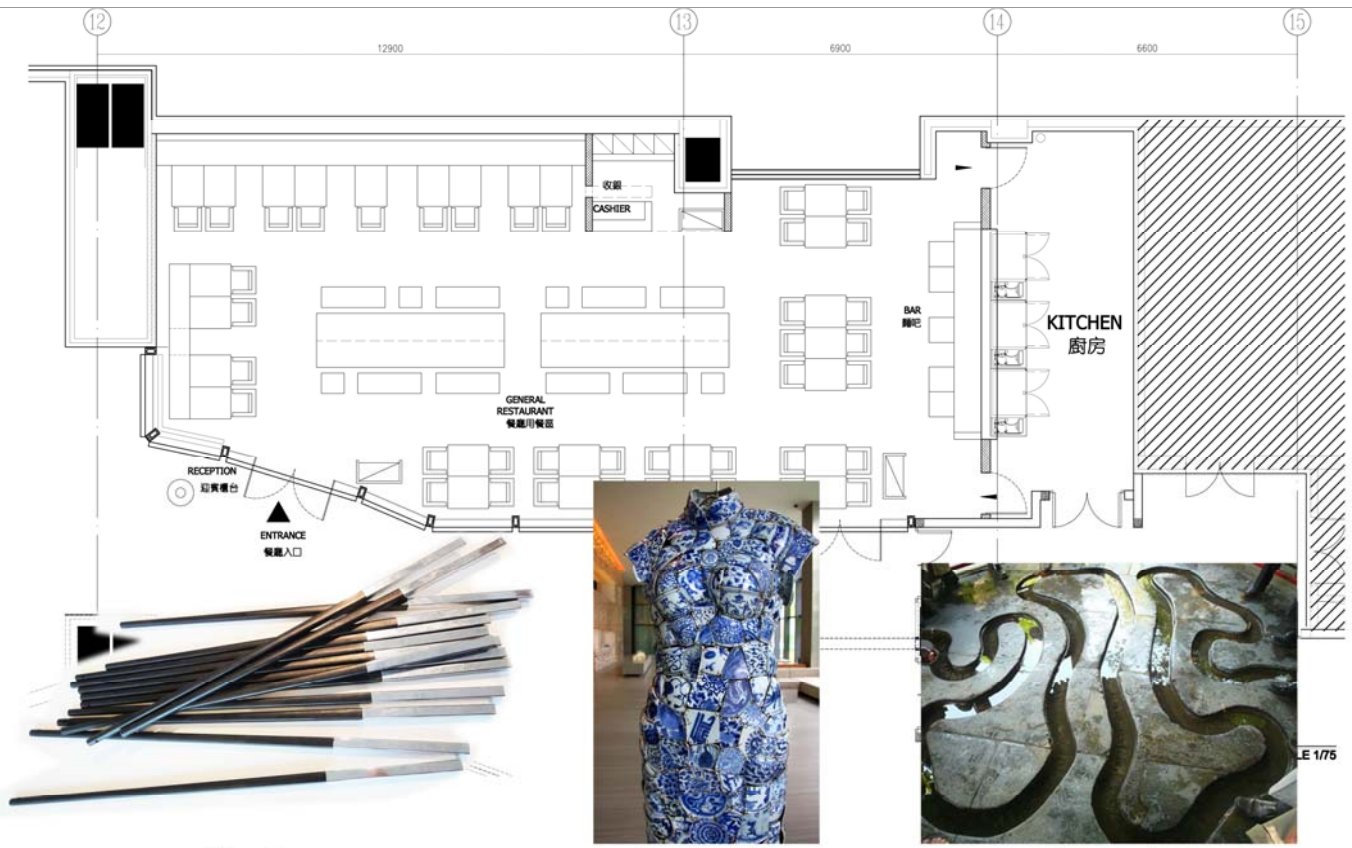 12
13
14
15
12900
6900
6600
收銀
CASHIER
BAR
麵吧
KITCHEN
廚房
GENERAL
RESTAURANT
餐廳用餐區
RECEPTION
迎賓櫃台
ENTRANCE
餐廳入口
LE 1/75